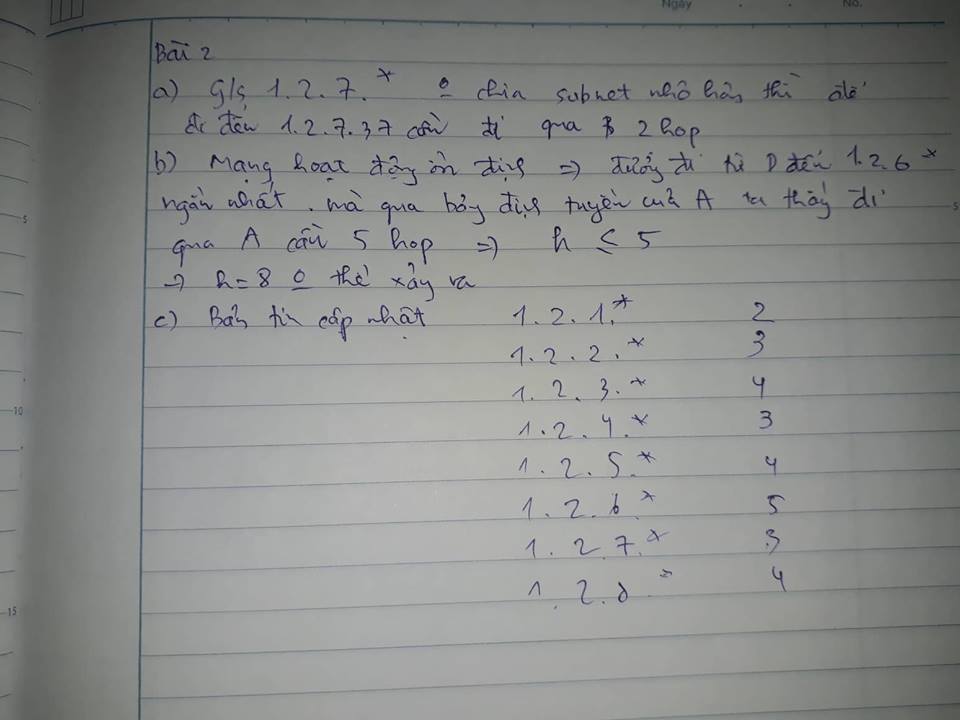 Ngày . . No.
Bài 2
a) G/s 1.2.7.* o chia subnet nhỏ hơn thì để
đi đến 1.2.7.37 cần đi qua 2 hop
b) Mạng hoạt động ổn định => đường đi từ D đến 1.2.6*
ngắn nhất. mà qua bảng định tuyến của A ta thấy đi
qua A cần 5 hop => h ≤ 5
=> h = 8 o thể xảy ra
c) Bản tin cập nhật 1.2.1.* 2
1.2.2.* 3
1.2.3.* 4
1.2.4.* 3
1.2.5.* 4
1.2.6.* 5
1.2.7.* 3
1.2.8 4
5
10
15
5